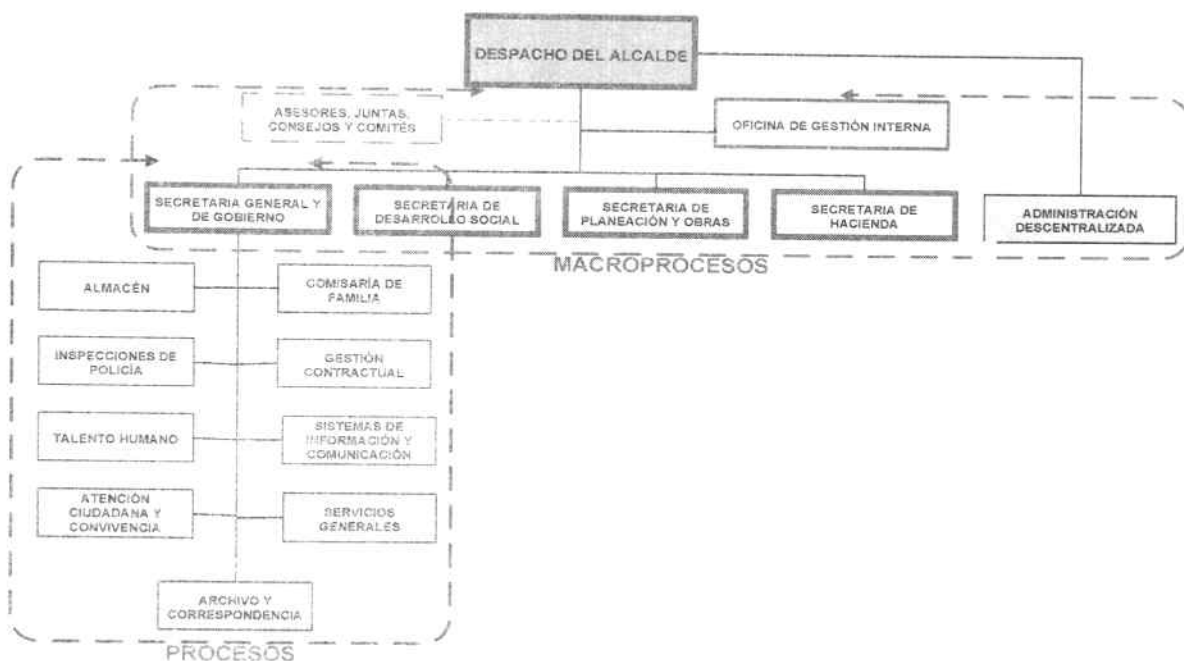 DESPACHO DEL ALCALDE
ASESORES, JUNTAS,
CONSEJOS Y COMITÉS
OFICINA DE GESTIÓN INTERNA
SECRETARIA GENERAL Y
DE GOBIERNO
SECRETARIA DE
DESARROLLO SOCIAL
SECRETARIA DE
PLANEACIÓN Y OBRAS
SECRETARIA DE
HACIENDA
ADMINISTRACIÓN
DESCENTRALIZADA
MACROPROCESOS
ALMACÉN
COMISARÍA DE
FAMILIA
INSPECCIONES DE
POLICÍA
GESTIÓN
CONTRACTUAL
TALENTO HUMANO
SISTEMAS DE
INFORMACIÓN Y
COMUNICACIÓN
ATENCIÓN
CIUDADANA Y
CONVIVENCIA
SERVICIOS
GENERALES
ARCHIVO Y
CORRESPONDENCIA
PROCESOS